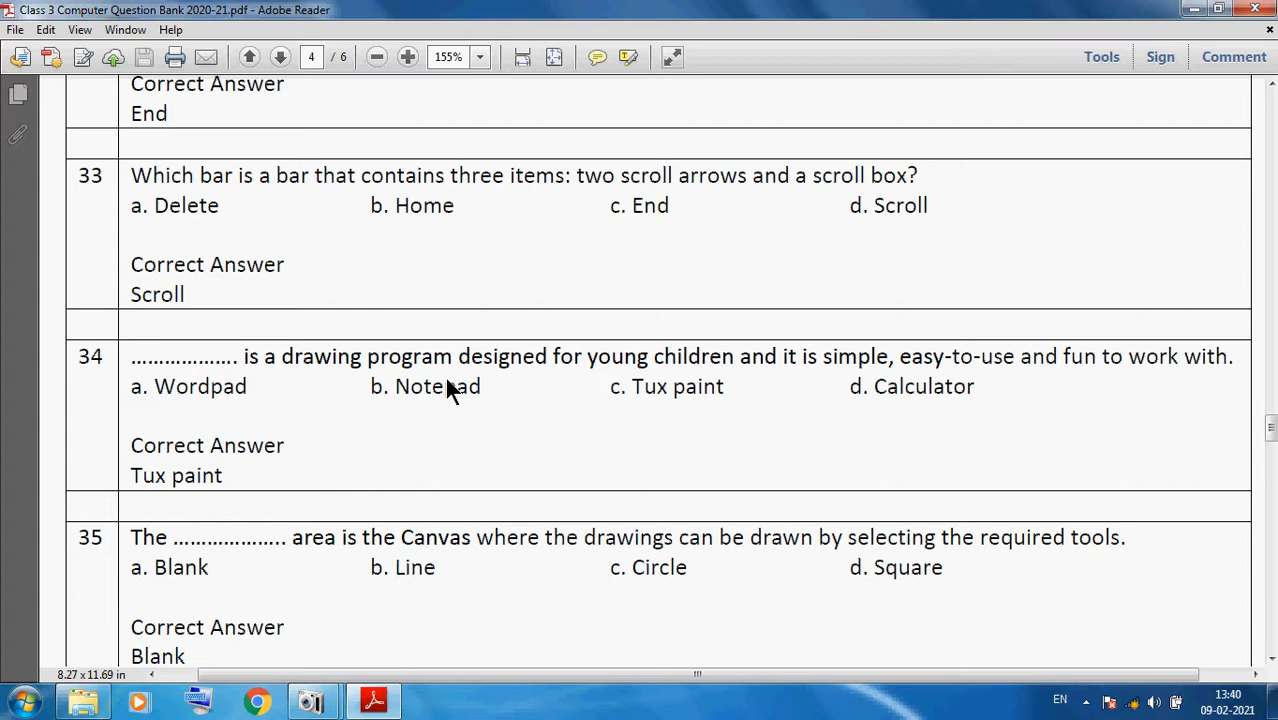 Class 3 Computer Question Bank 2020-21.pdf - Adobe Reader
File Edit View Window Help
4 / 6 155% Tools Sign Comment
Correct Answer
End
33 Which bar is a bar that contains three items: two scroll arrows and a scroll box?
a. Delete b. Home c. End d. Scroll
Correct Answer
Scroll
34 ………………. is a drawing program designed for young children and it is simple, easy-to-use and fun to work with.
a. Wordpad b. Notepad c. Tux paint d. Calculator
Correct Answer
Tux paint
35 The ……………….. area is the Canvas where the drawings can be drawn by selecting the required tools.
a. Blank b. Line c. Circle d. Square
Correct Answer
Blank
8.27 x 11.69 in
EN 13:40
09-02-2021